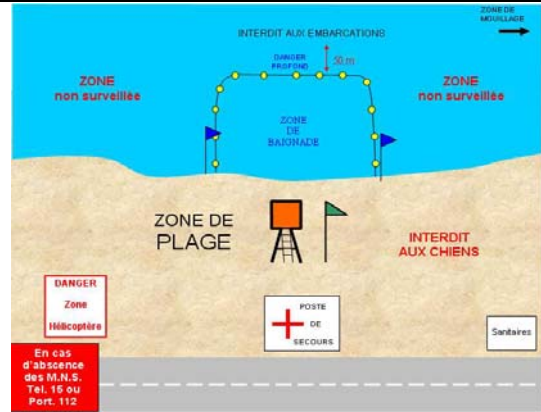 ZONE DE
MOUILLAGE
INTERDIT AUX EMBARCATIONS
DANGER
PROFOND
50 m
ZONE
non surveillée
ZONE
non surveillée
ZONE
DE
BAIGNADE
ZONE DE
PLAGE
INTERDIT
AUX CHIENS
DANGER
Zone
Hélicoptère
POSTE
DE
SECOURS
Sanitaires
En cas
d'abscence
des M.N.S.
Tel. 15 ou
Port. 112